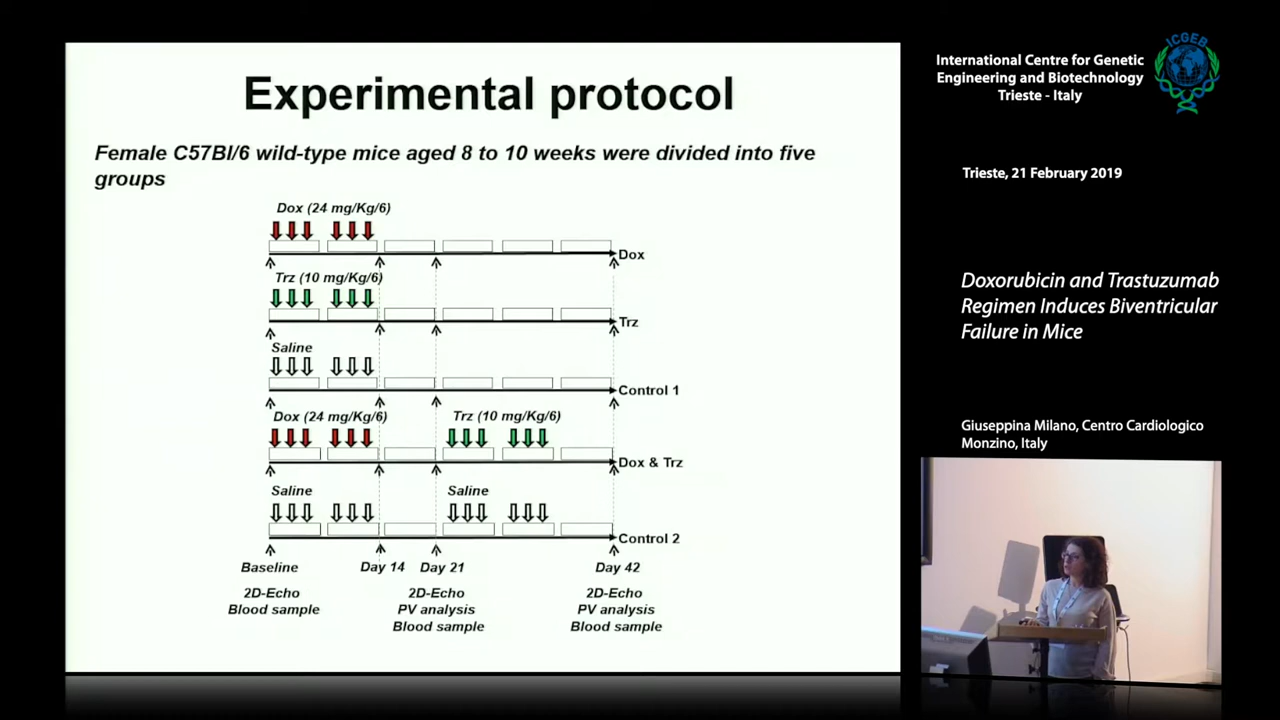 Experimental protocol
Female C57Bl/6 wild-type mice aged 8 to 10 weeks were divided into five
groups
Dox (24 mg/Kg/6)
Dox
Trz (10 mg/Kg/6)
Trz
Saline
Control 1
Dox (24 mg/Kg/6)
Trz (10 mg/Kg/6)
Dox & Trz
Saline
Saline
Control 2
Baseline
Day 14
Day 21
Day 42
2D-Echo
Blood sample
2D-Echo
PV analysis
Blood sample
2D-Echo
PV analysis
Blood sample
ICGEB
International Centre for Genetic
Engineering and Biotechnology
Trieste - Italy
Trieste, 21 February 2019
Doxorubicin and Trastuzumab
Regimen Induces Biventricular
Failure in Mice
Giuseppina Milano, Centro Cardiologico
Monzino, Italy